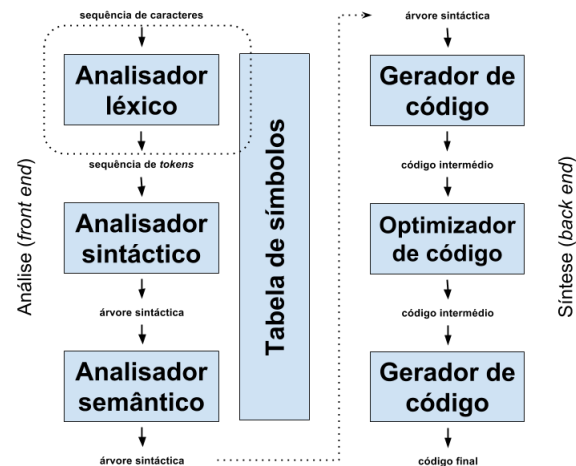 sequência de caracteres
Analisador
léxico
sequência de tokens
Analisador
sintáctico
árvore sintáctica
Analisador
semântico
árvore sintáctica
Análise (front end)
Tabela de símbolos
árvore sintáctica
Gerador de
código
código intermédio
Optimizador
de código
código intermédio
Gerador de
código
código final
Síntese (back end)